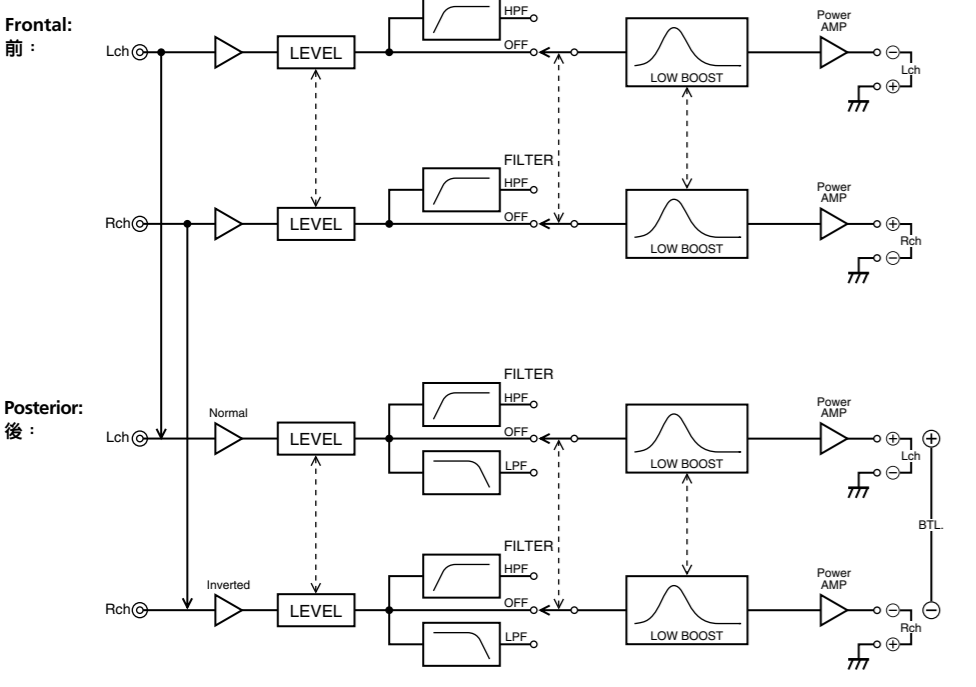 Frontal:
前：
Lch
LEVEL
HPF
OFF
LOW BOOST
Power
AMP
⊖
Lch
⊕
Rch
LEVEL
FILTER
HPF
OFF
LOW BOOST
Power
AMP
⊕
Rch
⊖
Posterior:
後：
Lch
Normal
LEVEL
FILTER
HPF
OFF
LPF
LOW BOOST
Power
AMP
⊕
Lch
⊖
⊕
BTL.
Rch
Inverted
LEVEL
FILTER
HPF
OFF
LPF
LOW BOOST
Power
AMP
⊖
Rch
⊕
⊖